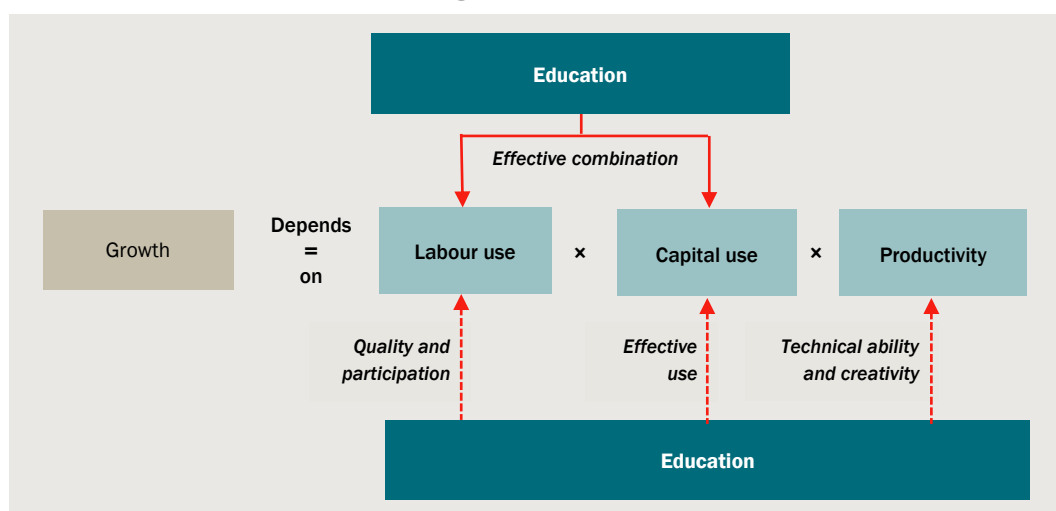 Education
Effective combination
Growth
Depends
=
on
Labour use
×
Capital use
×
Productivity
Quality and
participation
Effective
use
Technical ability
and creativity
Education